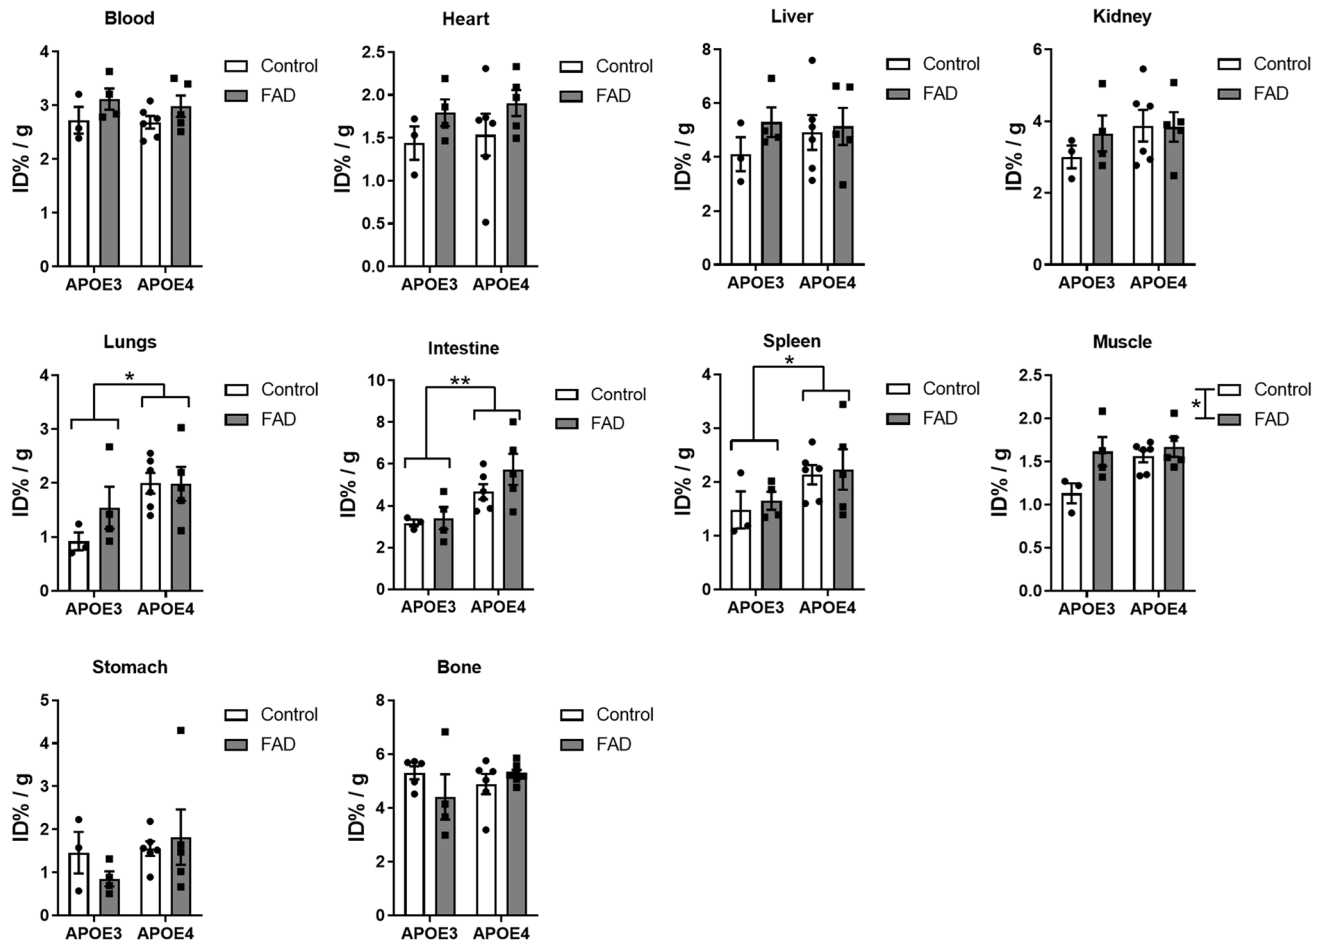 Blood
ID% / g
4
3
2
1
0
APOE3 APOE4
Control
FAD
Heart
ID% / g
2.5
2.0
1.5
1.0
0.5
0.0
APOE3 APOE4
Control
FAD
Liver
ID% / g
8
6
4
2
0
APOE3 APOE4
Control
FAD
Kidney
ID% / g
6
4
2
0
APOE3 APOE4
Control
FAD
Lungs
*
ID% / g
4
3
2
1
0
APOE3 APOE4
Control
FAD
Intestine
**
ID% / g
10
8
6
4
2
0
APOE3 APOE4
Control
FAD
Spleen
*
ID% / g
4
3
2
1
0
APOE3 APOE4
Control
FAD
Muscle
ID% / g
2.5
2.0
1.5
1.0
0.5
0.0
APOE3 APOE4
*
Control
FAD
Stomach
ID% / g
5
4
3
2
1
0
APOE3 APOE4
Control
FAD
Bone
ID% / g
8
6
4
2
0
APOE3 APOE4
Control
FAD